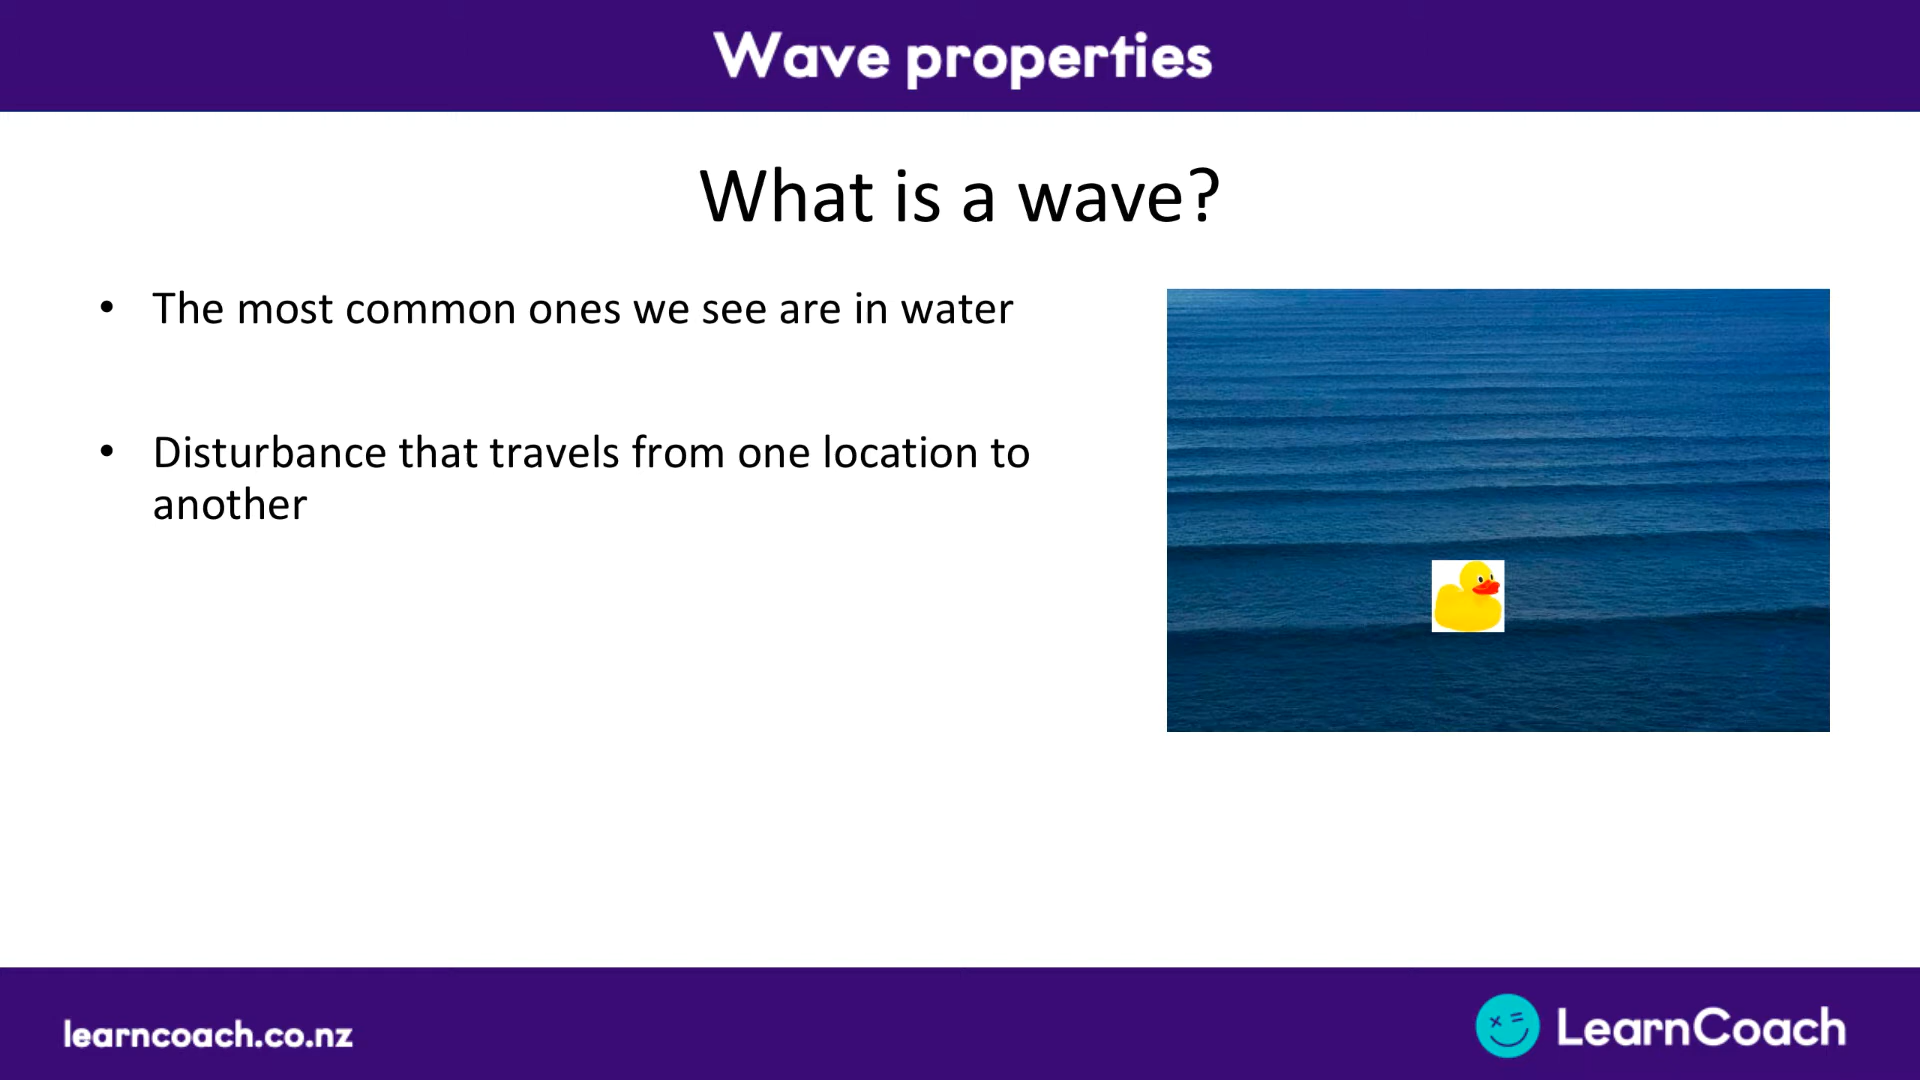 Wave properties
What is a wave?
• The most common ones we see are in water
• Disturbance that travels from one location to
another
learncoach.co.nz
LearnCoach